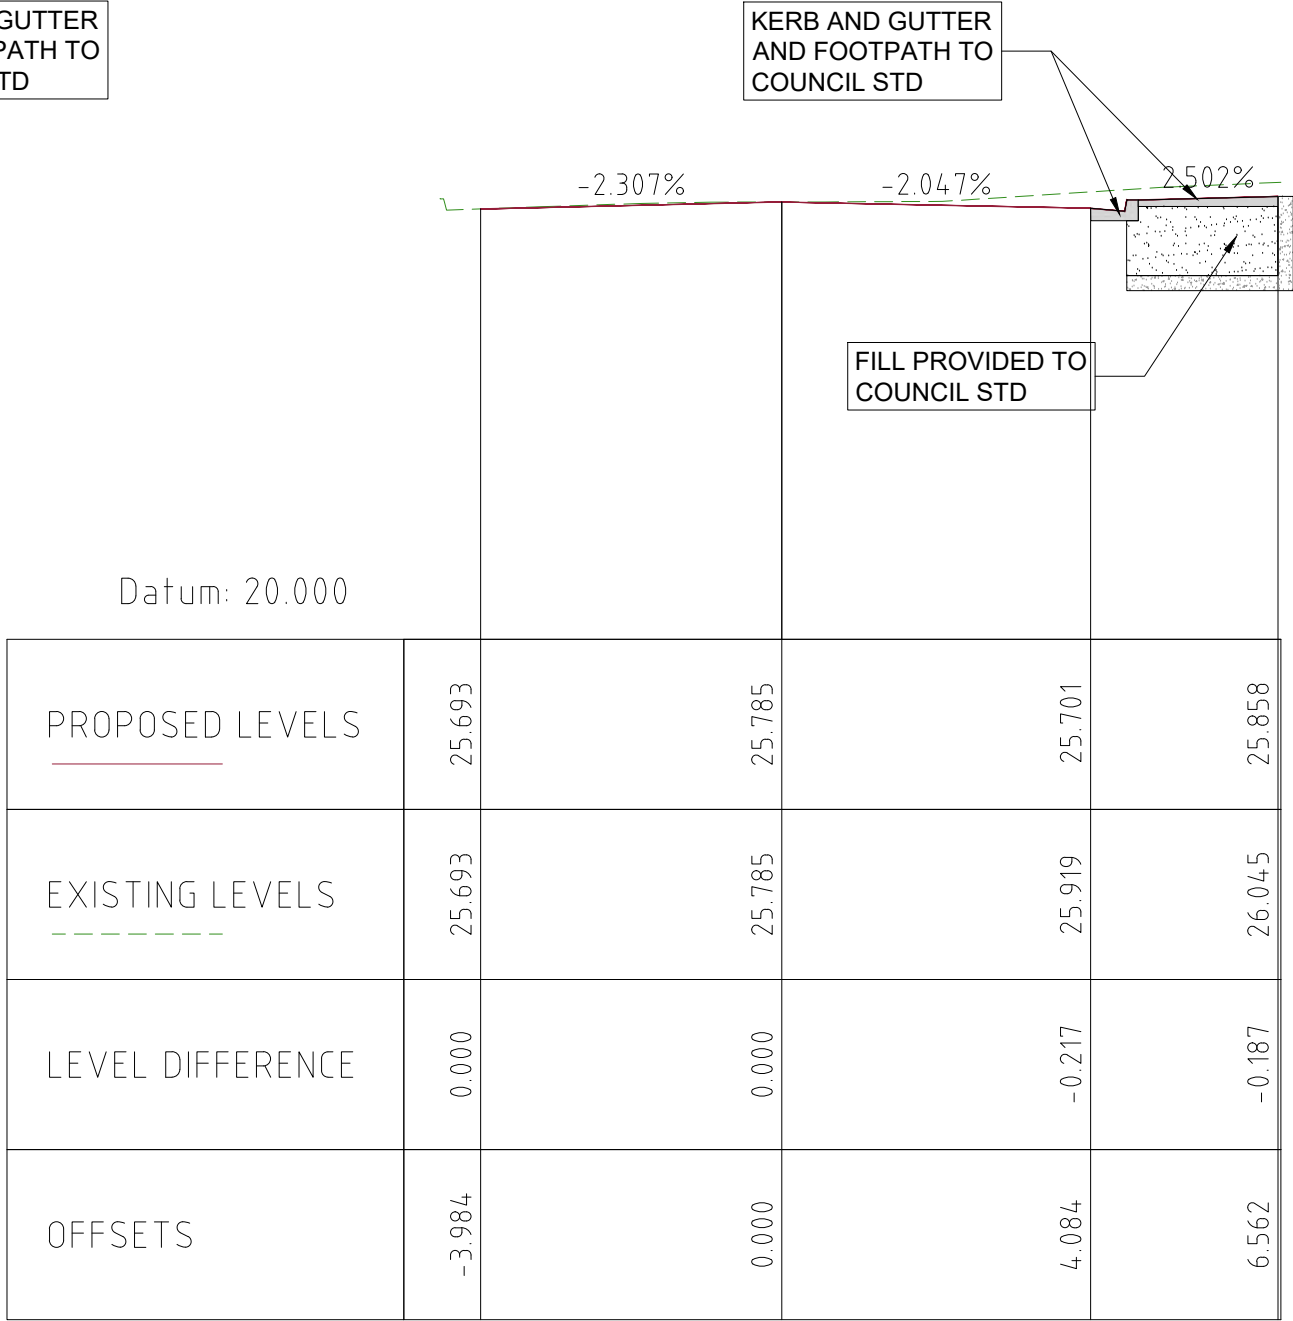 GUTTER
PATH TO
TD
KERB AND GUTTER
AND FOOTPATH TO
COUNCIL STD
-2.307%
-2.047%
2.502%
FILL PROVIDED TO
COUNCIL STD
Datum: 20.000
PROPOSED LEVELS
25.693
25.785
25.701
25.858
EXISTING LEVELS
25.693
25.785
25.919
26.045
LEVEL DIFFERENCE
0.000
0.000
-0.217
-0.187
OFFSETS
-3.984
0.000
4.084
6.562